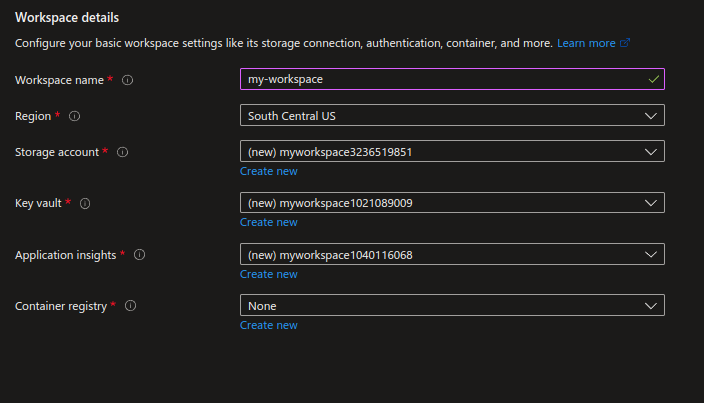 Workspace details
Configure your basic workspace settings like its storage connection, authentication, container, and more. Learn more
Workspace name * my-workspace
Region * South Central US
Storage account * (new) myworkspace3236519851
Create new
Key vault * (new) myworkspace1021089009
Create new
Application insights * (new) myworkspace1040116068
Create new
Container registry * None
Create new